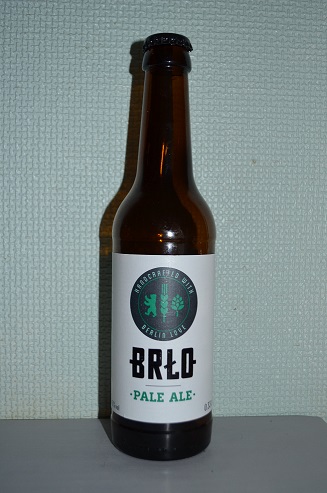 HANDCRAFTED WITH
BERLIN LOVE
BRŁO
·PALE ALE·